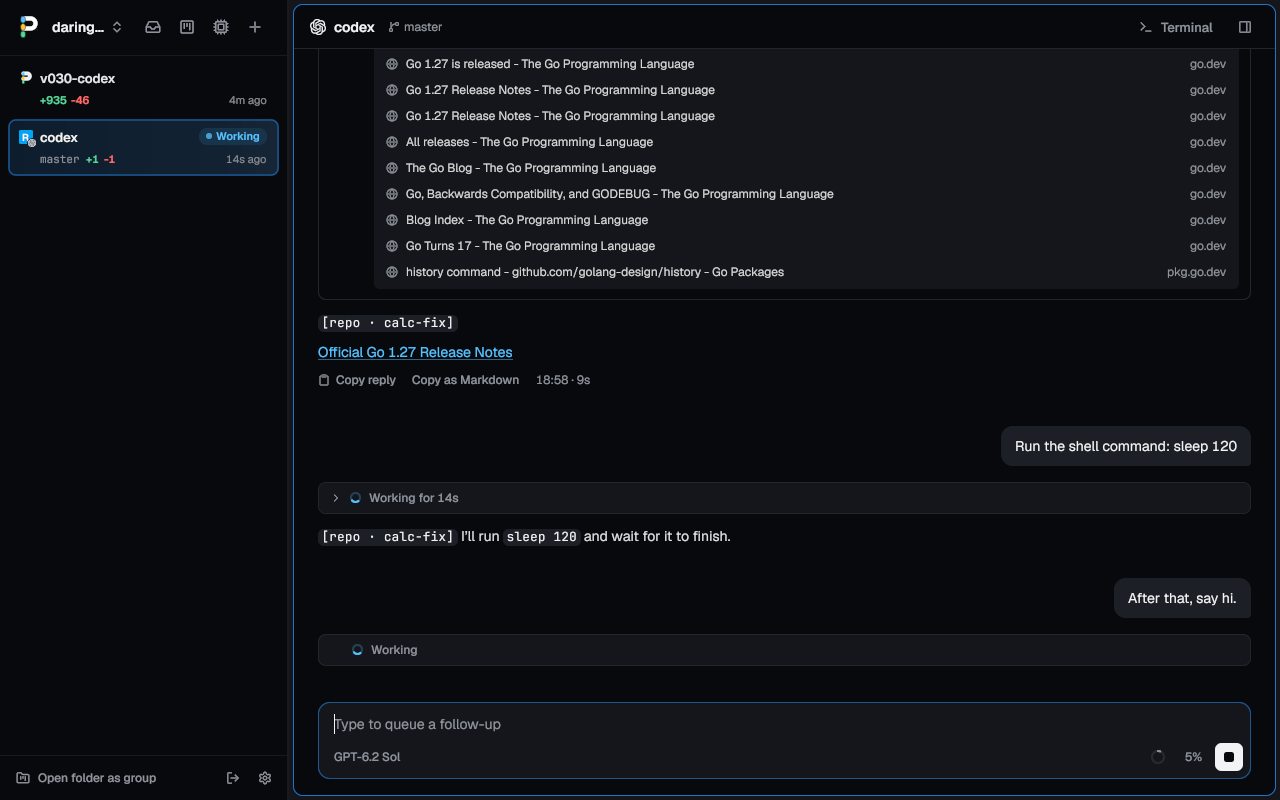 daring...
v030-codex
+935 -46
4m ago
codex
Working
master +1 -1
14s ago
Open folder as group
codex
master
Terminal
Go 1.27 is released - The Go Programming Language
go.dev
Go 1.27 Release Notes - The Go Programming Language
go.dev
Go 1.27 Release Notes - The Go Programming Language
go.dev
All releases - The Go Programming Language
go.dev
The Go Blog - The Go Programming Language
go.dev
Go, Backwards Compatibility, and GODEBUG - The Go Programming Language
go.dev
Blog Index - The Go Programming Language
go.dev
Go Turns 17 - The Go Programming Language
go.dev
history command - github.com/golang-design/history - Go Packages
pkg.go.dev
[repo · calc-fix]
Official Go 1.27 Release Notes
Copy reply
Copy as Markdown
18:58 · 9s
Run the shell command: sleep 120
Working for 14s
[repo · calc-fix] I’ll run sleep 120 and wait for it to finish.
After that, say hi.
Working
Type to queue a follow-up
GPT-6.2 Sol
5%